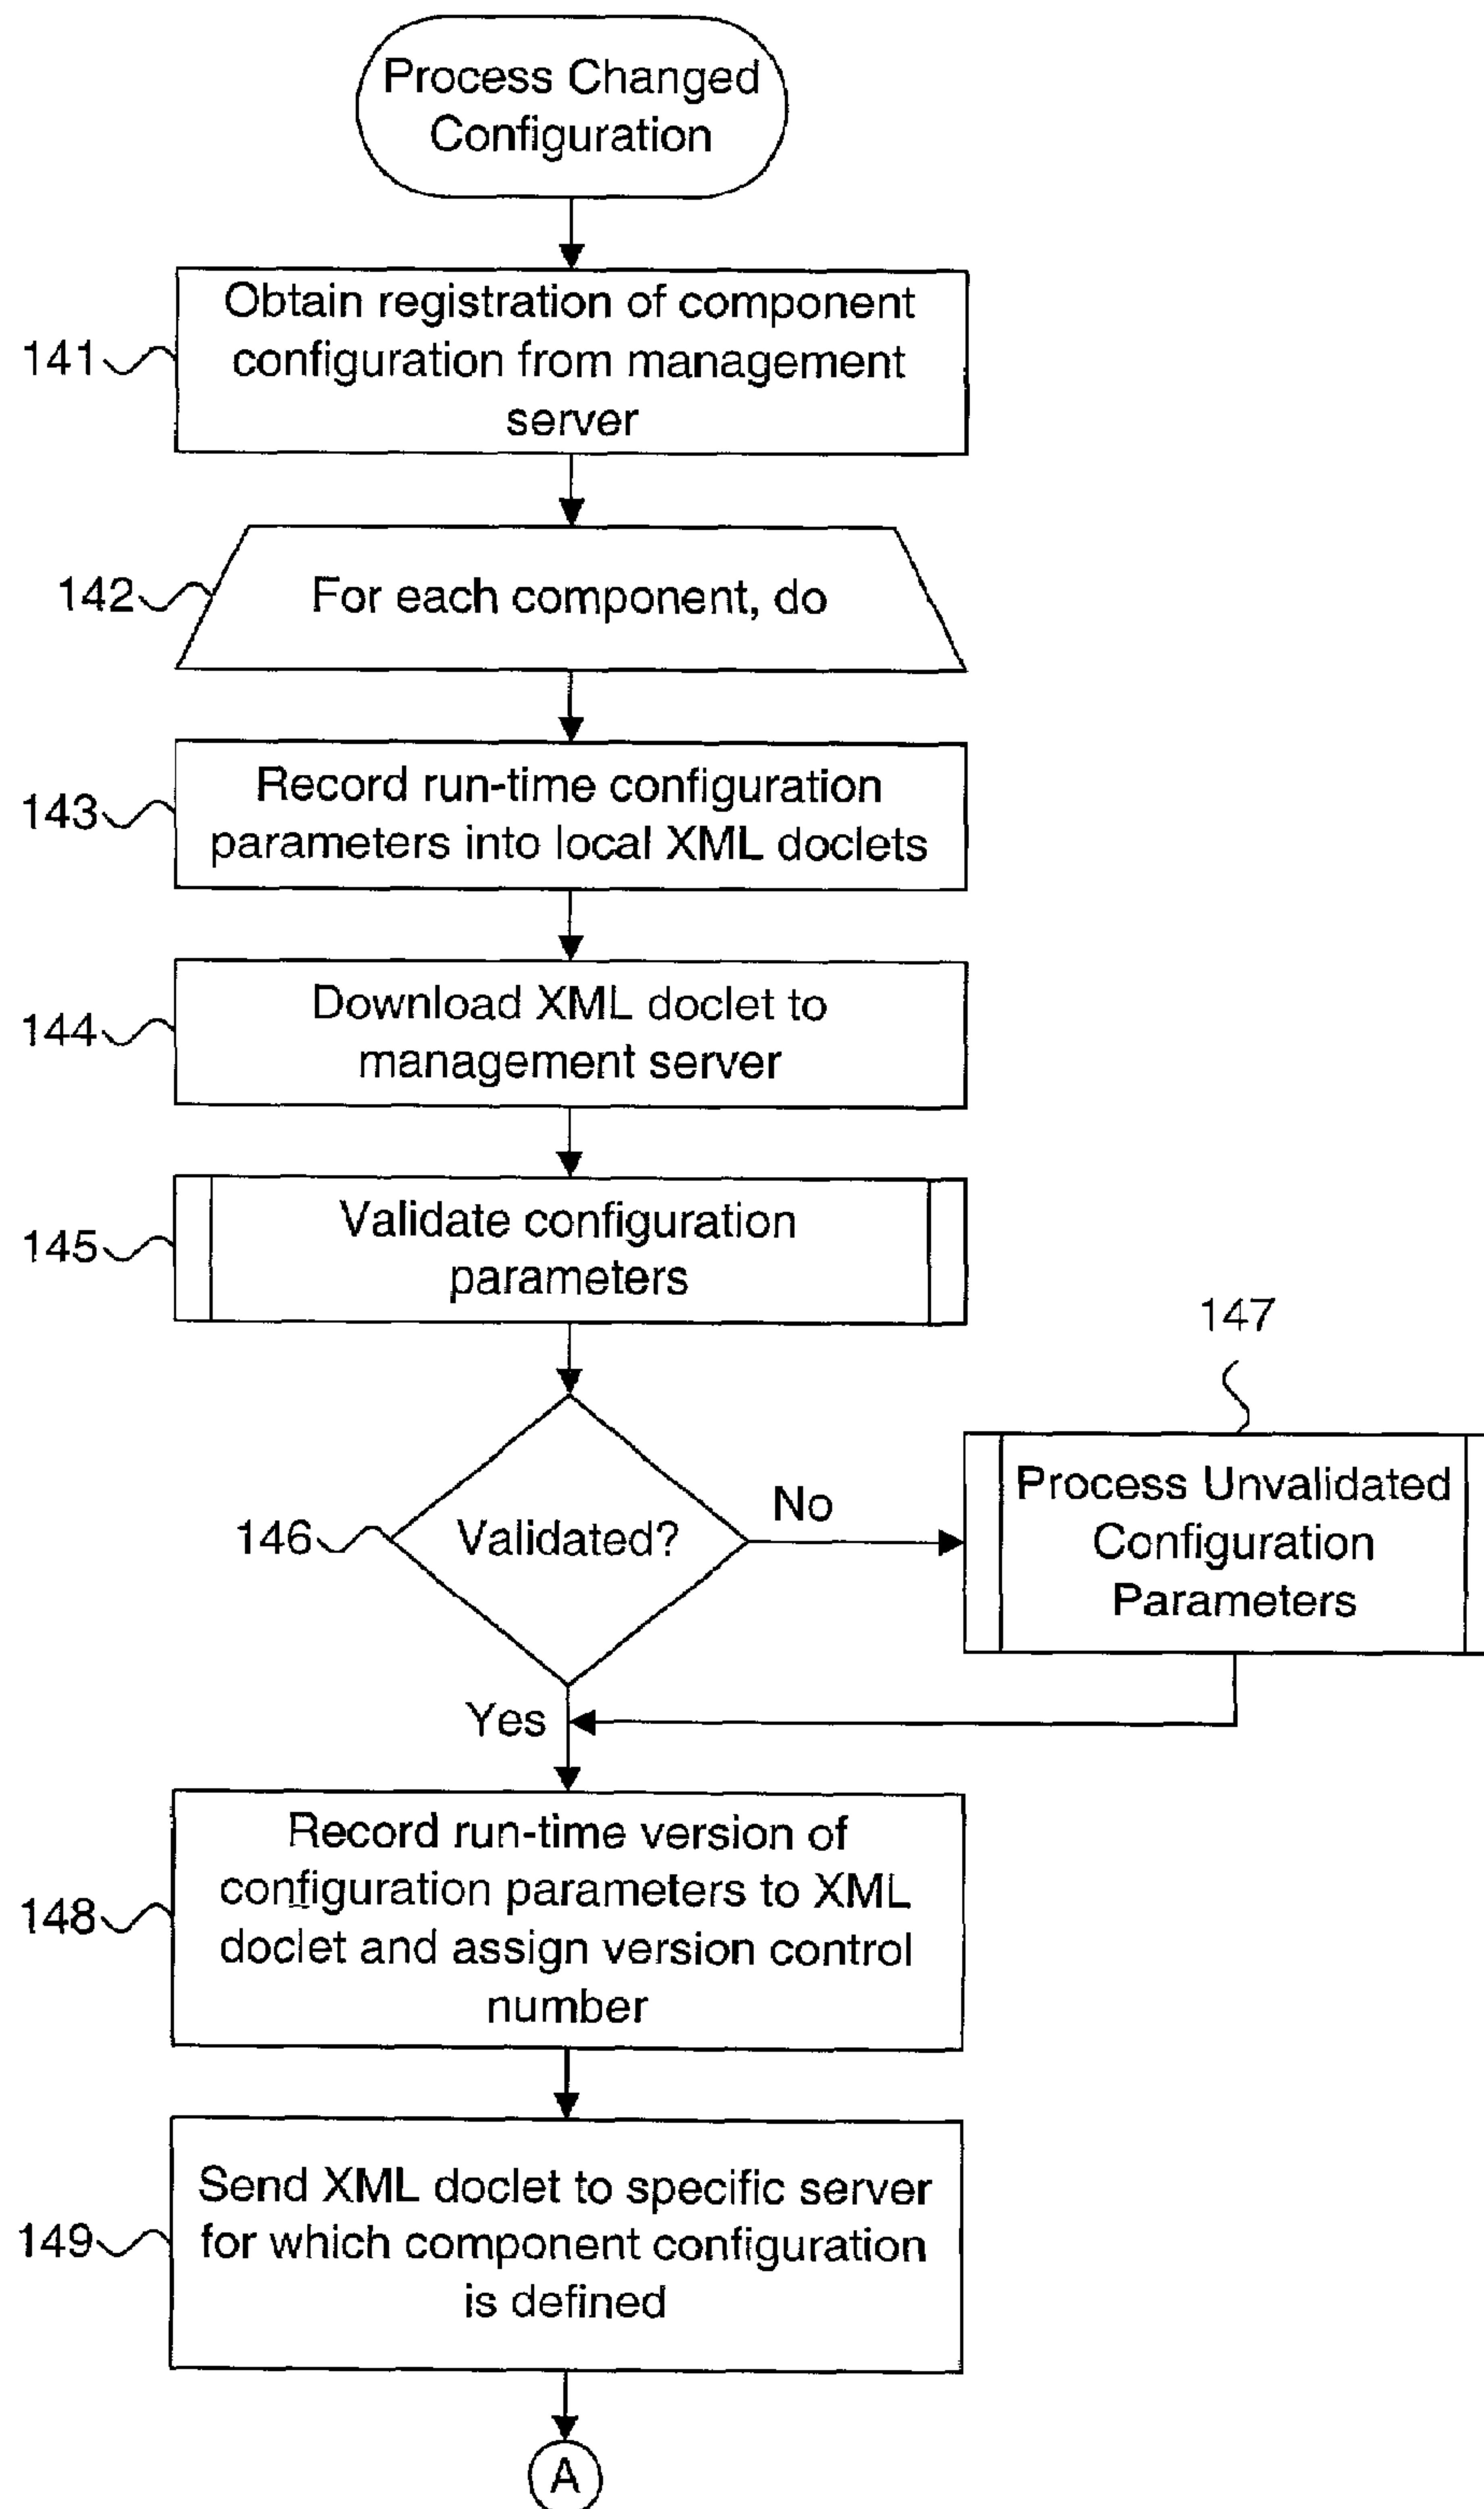 Process Changed
Configuration
141
Obtain registration of component
configuration from management
server
142
For each component, do
143
Record run-time configuration
parameters into local XML doclets
144
Download XML doclet to
management server
145
Validate configuration
parameters
147
146
Validated?
No
Process Unvalidated
Configuration
Parameters
Yes
148
Record run-time version of
configuration parameters to XML
doclet and assign version control
number
149
Send XML doclet to specific server
for which component configuration
is defined
A